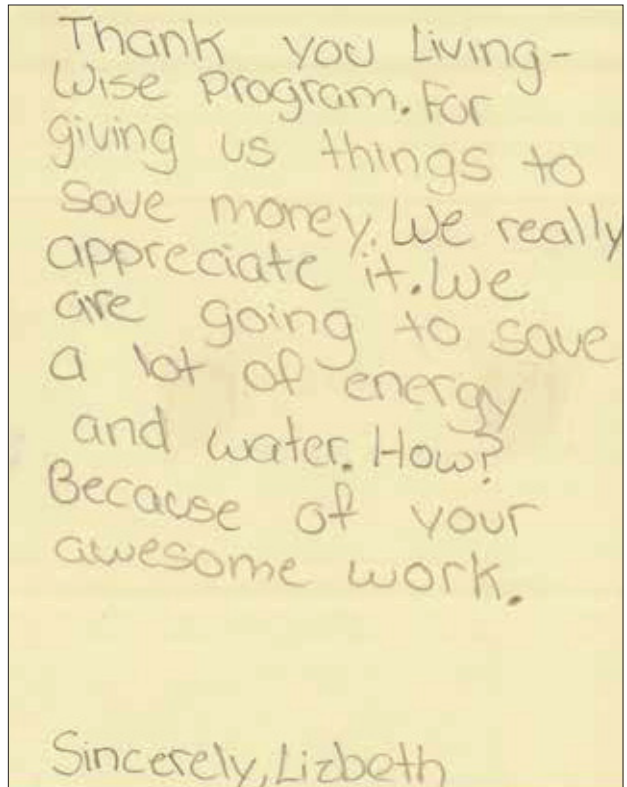 Thank you Living-
Wise Program. For
giving us things to
save money. We really
appreciate it. We
are going to save
a lot of energy
and water. How?
Because of your
awesome work.
Sincerely, Lizbeth